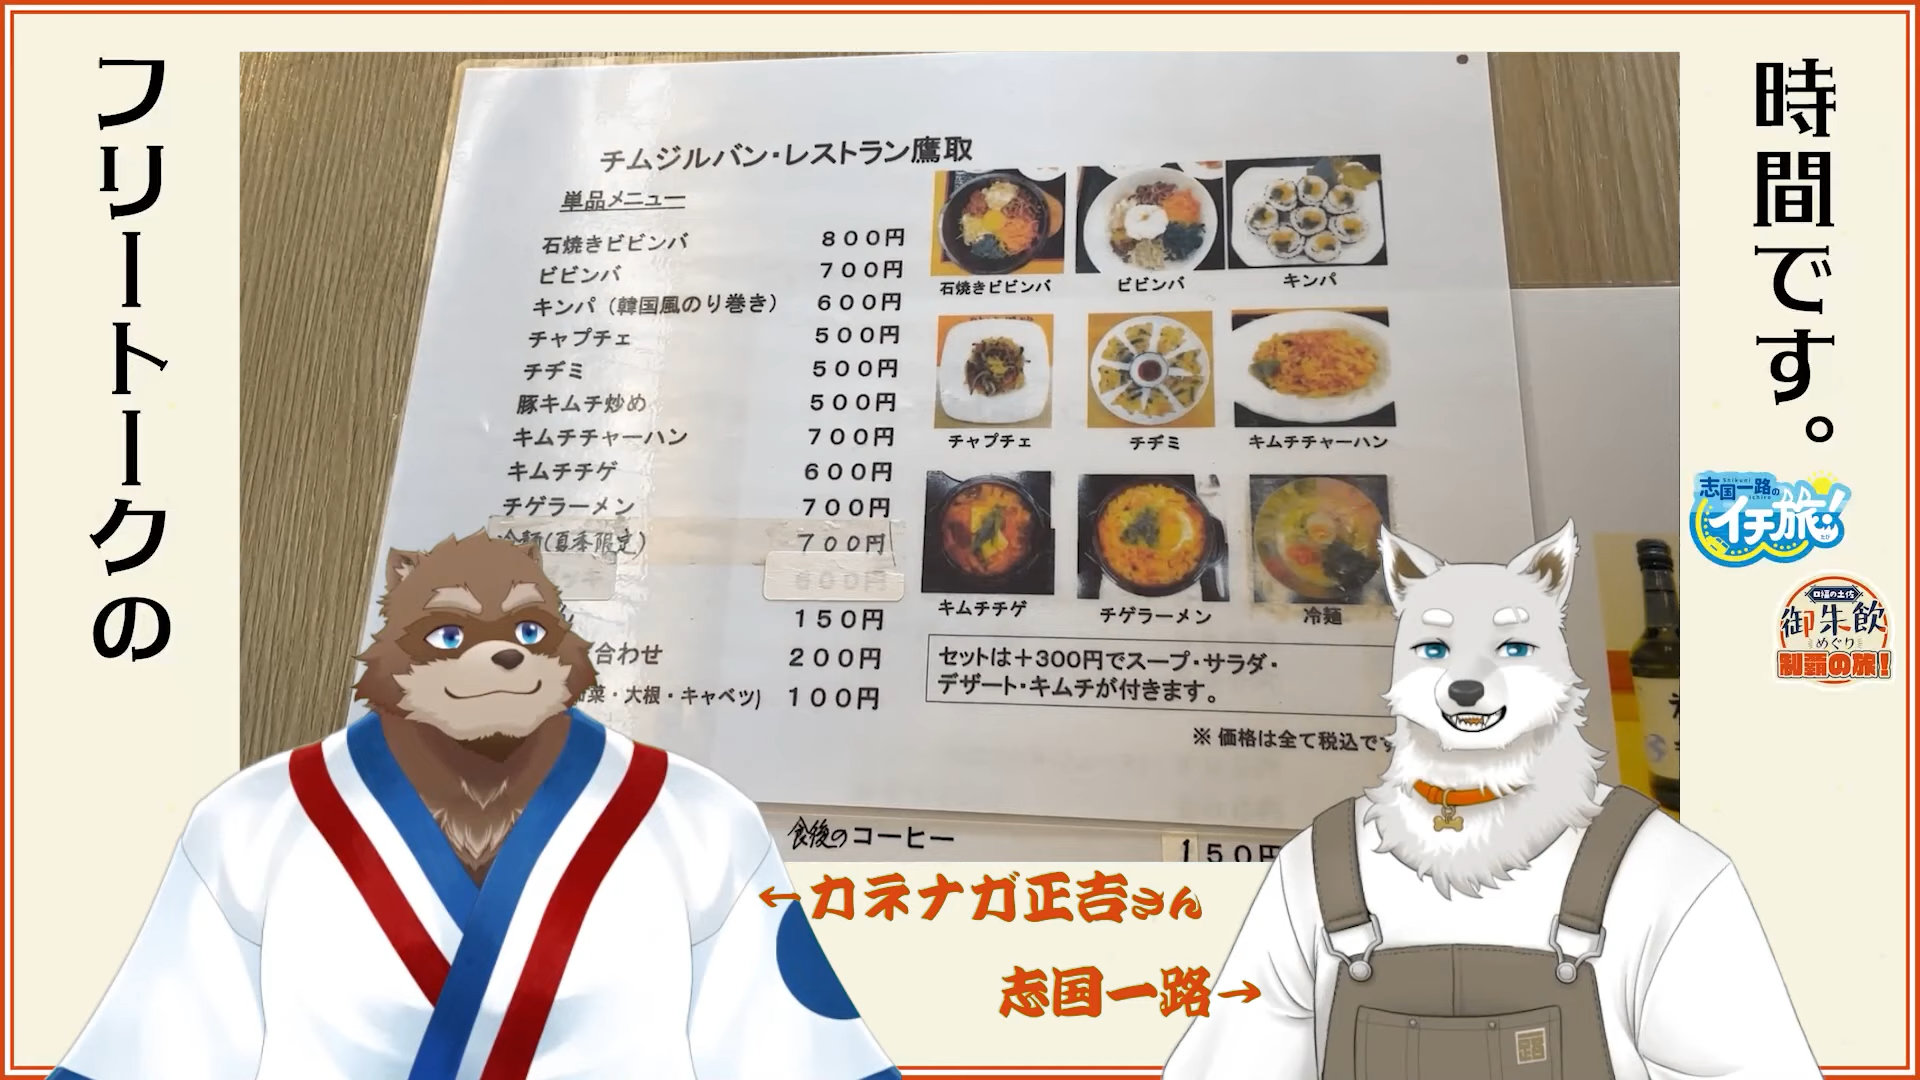 フリートークの
時間です。
チムジルバン・レストラン鷹取
単品メニュー
石焼きビビンバ 800円
ビビンバ 700円
キンパ（韓国風のり巻き） 600円
チャプチェ 500円
チヂミ 500円
豚キムチ炒め 500円
キムチチャーハン 700円
キムチチゲ 600円
チゲラーメン 700円
冷麺(夏季限定) 700円
600円
150円
合わせ 200円
菜・大根・キャベツ) 100円
石焼きビビンバ
ビビンバ
キンパ
チャプチェ
チヂミ
キムチチャーハン
キムチチゲ
チゲラーメン
冷麺
セットは＋300円でスープ・サラダ・
デザート・キムチが付きます。
※ 価格は全て税込です
食後のコーヒー 150円
志国一路の
イチ旅!
口福の土佐
御朱飲
めぐり
制覇の旅!
←カネナガ正吉さん
志国一路→
路